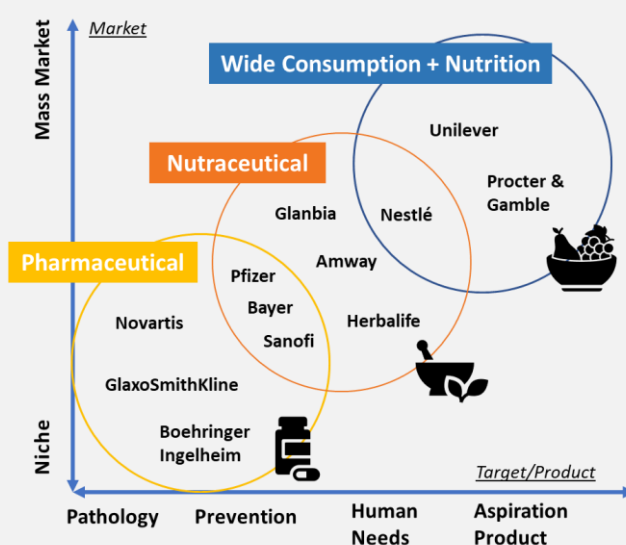 Market
Mass Market
Wide Consumption + Nutrition
Unilever
Nutraceutical
Procter &
Gamble
Glanbia
Nestlé
Pharmaceutical
Amway
Pfizer
Bayer
Novartis
Herbalife
Sanofi
GlaxoSmithKline
Boehringer
Ingelheim
Niche
Target/Product
Pathology
Prevention
Human
Needs
Aspiration
Product